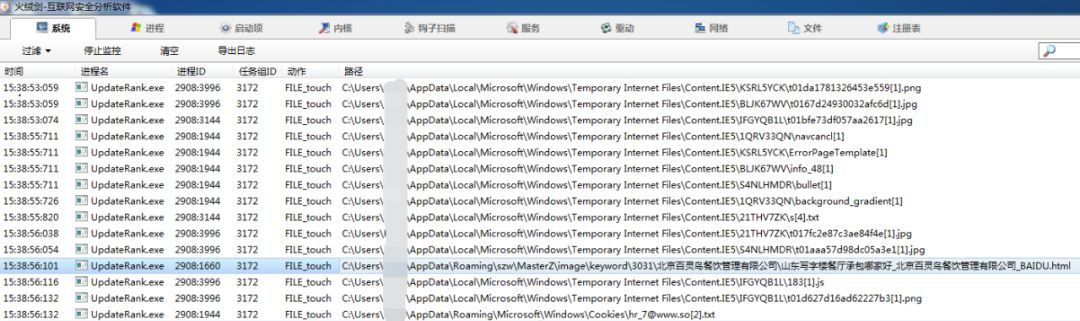 火绒剑-互联网安全分析软件
系统 进程 启动项 内核 钩子扫描 服务 驱动 网络 文件 注册表
过滤 停止监控 清空 导出日志
时间 进程名 进程ID 任务组ID 动作 路径
15:38:53:059 UpdateRank.exe 2908:3996 3172 FILE_touch C:\Users\ \AppData\Local\Microsoft\Windows\Temporary Internet Files\Content.IE5\KSRL5YCK\t01da1781326453e559[1].png
15:38:53:059 UpdateRank.exe 2908:3996 3172 FILE_touch C:\Users\ \AppData\Local\Microsoft\Windows\Temporary Internet Files\Content.IE5\BLJK67WV\t0167d24930032afc6d[1].jpg
15:38:53:074 UpdateRank.exe 2908:3144 3172 FILE_touch C:\Users\ \AppData\Local\Microsoft\Windows\Temporary Internet Files\Content.IE5\IFGYQB1L\t01bfe73df057aa2617[1].jpg
15:38:55:711 UpdateRank.exe 2908:1944 3172 FILE_touch C:\Users\ \AppData\Local\Microsoft\Windows\Temporary Internet Files\Content.IE5\1QRV33QN\navcancl[1]
15:38:55:711 UpdateRank.exe 2908:1944 3172 FILE_touch C:\Users\ \AppData\Local\Microsoft\Windows\Temporary Internet Files\Content.IE5\KSRL5YCK\ErrorPageTemplate[1]
15:38:55:711 UpdateRank.exe 2908:1944 3172 FILE_touch C:\Users\ \AppData\Local\Microsoft\Windows\Temporary Internet Files\Content.IE5\BLJK67WV\info_48[1]
15:38:55:711 UpdateRank.exe 2908:1944 3172 FILE_touch C:\Users\ \AppData\Local\Microsoft\Windows\Temporary Internet Files\Content.IE5\S4NLHMDR\bullet[1]
15:38:55:726 UpdateRank.exe 2908:1944 3172 FILE_touch C:\Users\ \AppData\Local\Microsoft\Windows\Temporary Internet Files\Content.IE5\1QRV33QN\background_gradient[1]
15:38:55:820 UpdateRank.exe 2908:3144 3172 FILE_touch C:\Users\ \AppData\Local\Microsoft\Windows\Temporary Internet Files\Content.IE5\21THV7ZK\s[4].txt
15:38:56:038 UpdateRank.exe 2908:3996 3172 FILE_touch C:\Users\ \AppData\Local\Microsoft\Windows\Temporary Internet Files\Content.IE5\21THV7ZK\t017fc2e87c3ae84f4e[1].jpg
15:38:56:054 UpdateRank.exe 2908:3996 3172 FILE_touch C:\Users\ \AppData\Local\Microsoft\Windows\Temporary Internet Files\Content.IE5\S4NLHMDR\t01aaa57d98dc05a3e1[1].jpg
15:38:56:101 UpdateRank.exe 2908:1660 3172 FILE_touch C:\Users\ \AppData\Roaming\szw\MasterZ\image\keyword\3031\北京百灵鸟餐饮管理有限公司\山东写字楼餐厅承包哪家好_北京百灵鸟餐饮管理有限公司_BAIDU.html
15:38:56:116 UpdateRank.exe 2908:3996 3172 FILE_touch C:\Users\ \AppData\Local\Microsoft\Windows\Temporary Internet Files\Content.IE5\IFGYQB1L\183[1].js
15:38:56:132 UpdateRank.exe 2908:3996 3172 FILE_touch C:\Users\ \AppData\Local\Microsoft\Windows\Temporary Internet Files\Content.IE5\IFGYQB1L\t01d627d16ad62227b3[1].png
15:38:56:132 UpdateRank.exe 2908:3996 3172 FILE_touch C:\Users\ \AppData\Roaming\Microsoft\Windows\Cookies\hr_7@www.so[2].txt